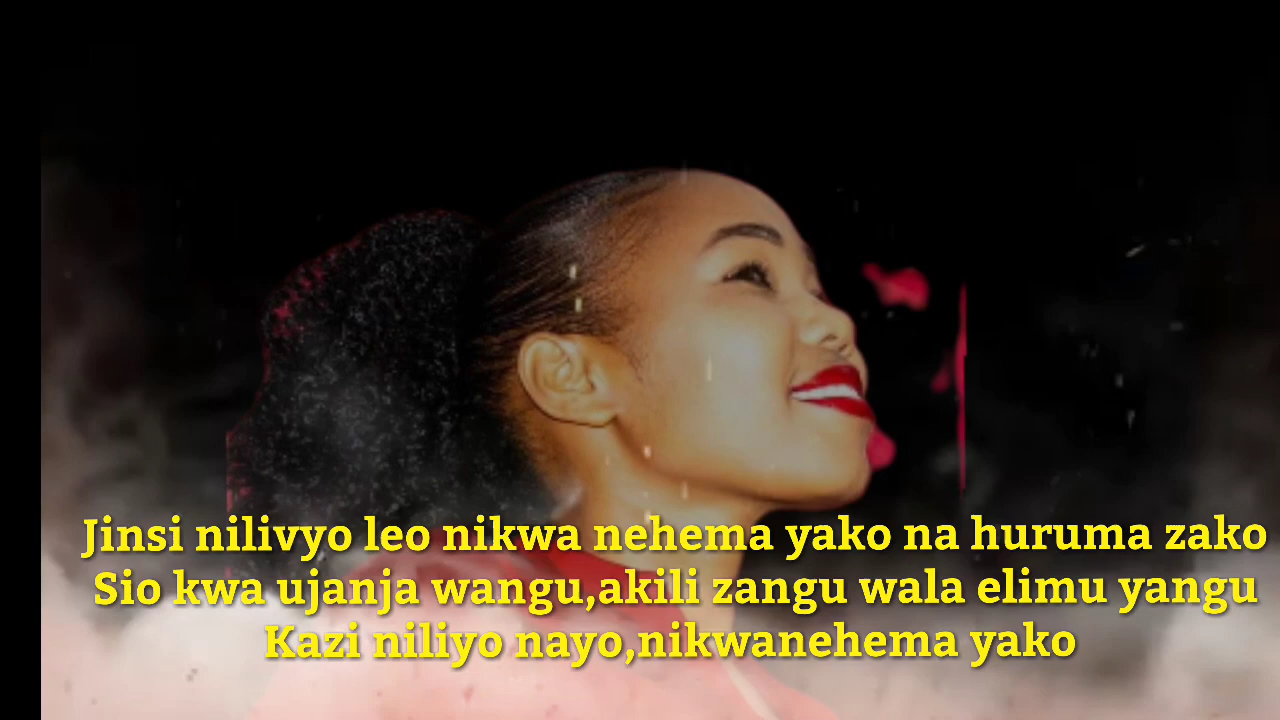 Jinsi nilivyo leo nikwa nehema yako na huruma zako
Sio kwa ujanja wangu,akili zangu wala elimu yangu
Kazi niliyo nayo,nikwanehema yako